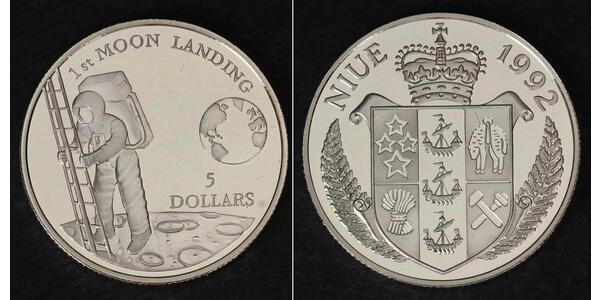 1st MOON LANDING
5
DOLLARS
NIUE 1992